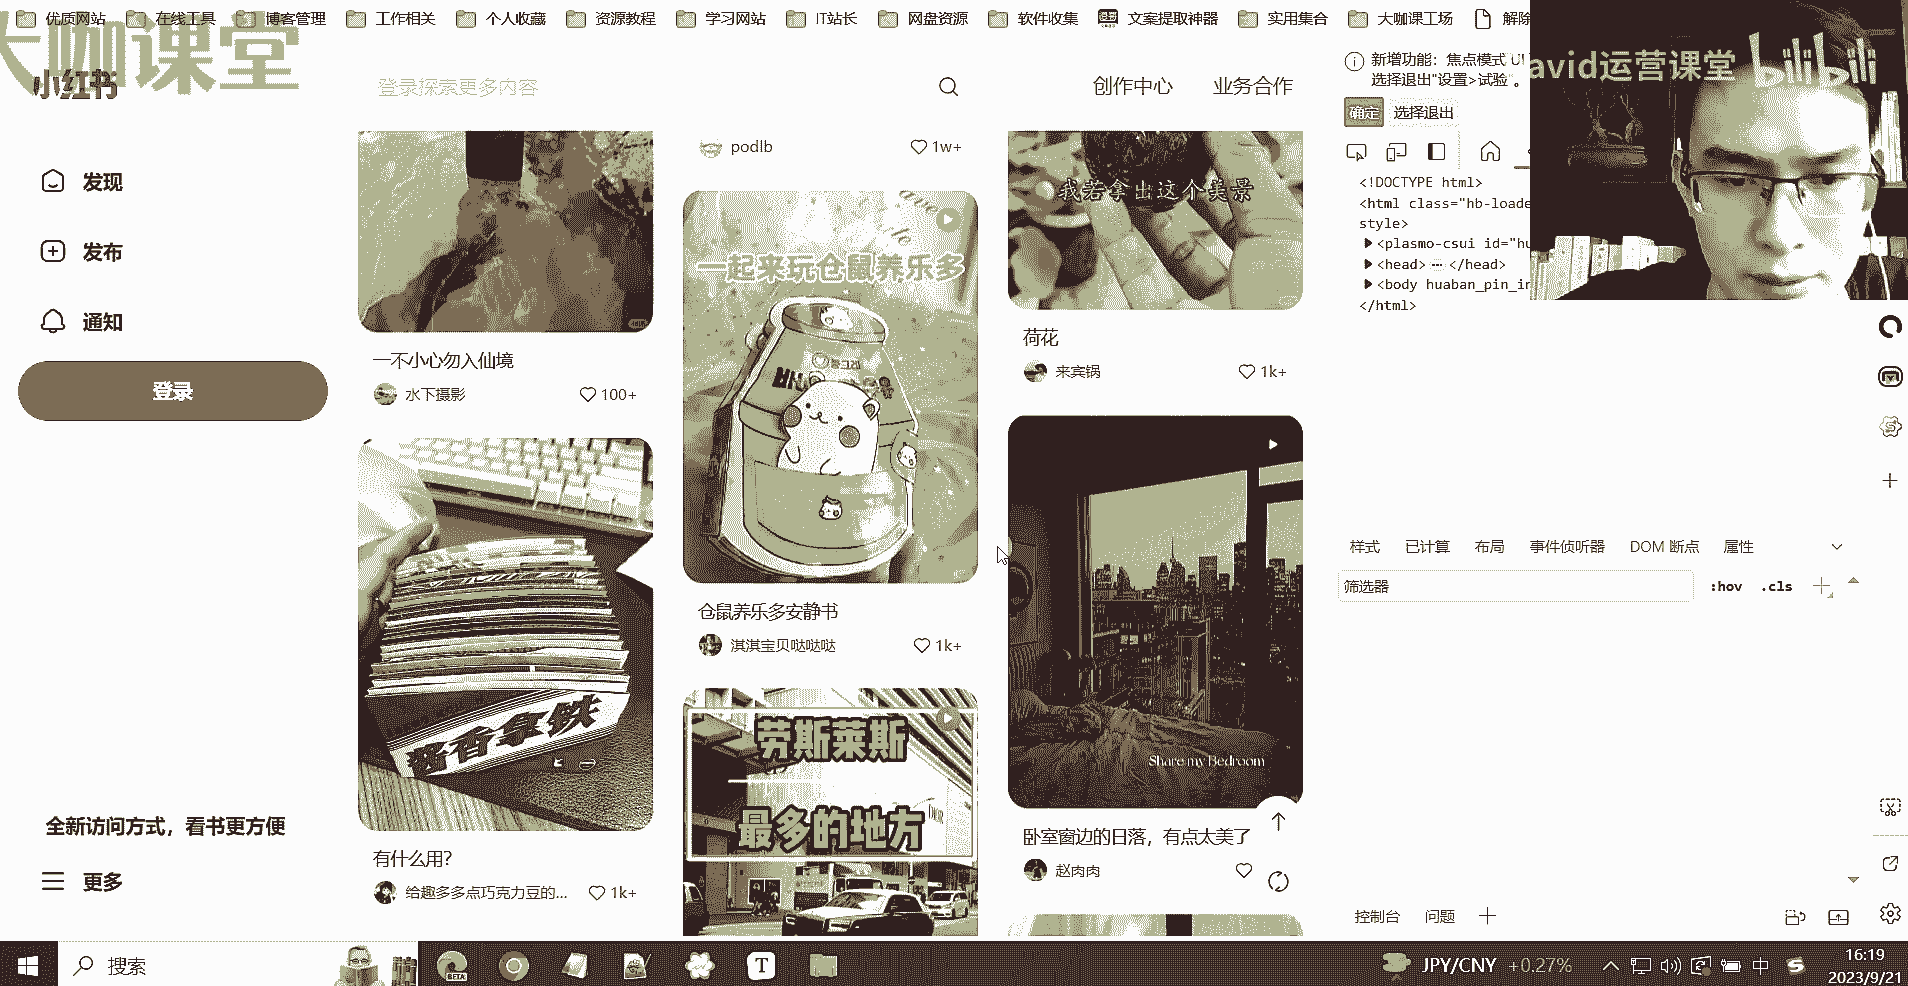 优质网站 在线工具 博客管理 工作相关 个人收藏 资源教程 学习网站 IT站长 网盘资源 软件收集 文案提取神器 实用集合 大咖课工场 解除
大咖课堂
小红书
登录探索更多内容
创作中心 业务合作
发现
发布
通知
登录
全新访问方式，看书更方便
更多
一不小心勿入仙境
水下摄影 100+
酱香拿铁
有什么用?
给趣多多点巧克力豆的... 1k+
podlb 1w+
一起来玩仓鼠养乐多
仓鼠养乐多安静书
淇淇宝贝哒哒哒 1k+
劳斯莱斯
最多的地方
我若拿出这个美景
荷花
来宾锅 1k+
Share my Bedroom
卧室窗边的日落，有点太美了
赵肉肉
新增功能：焦点模式 UI
选择退出"设置>试验"。
确定 选择退出
<!DOCTYPE html>
<html class="hb-loade
style>
<plasmo-csui id="hu
<head> ··· </head>
<body huaban_pin_in
</html>
avid运营课堂 bilibili
样式 已计算 布局 事件侦听器 DOM 断点 属性
筛选器 :hov .cls
控制台 问题
搜索
BETA
T
JPY/CNY +0.27%
中
16:19
2023/9/21